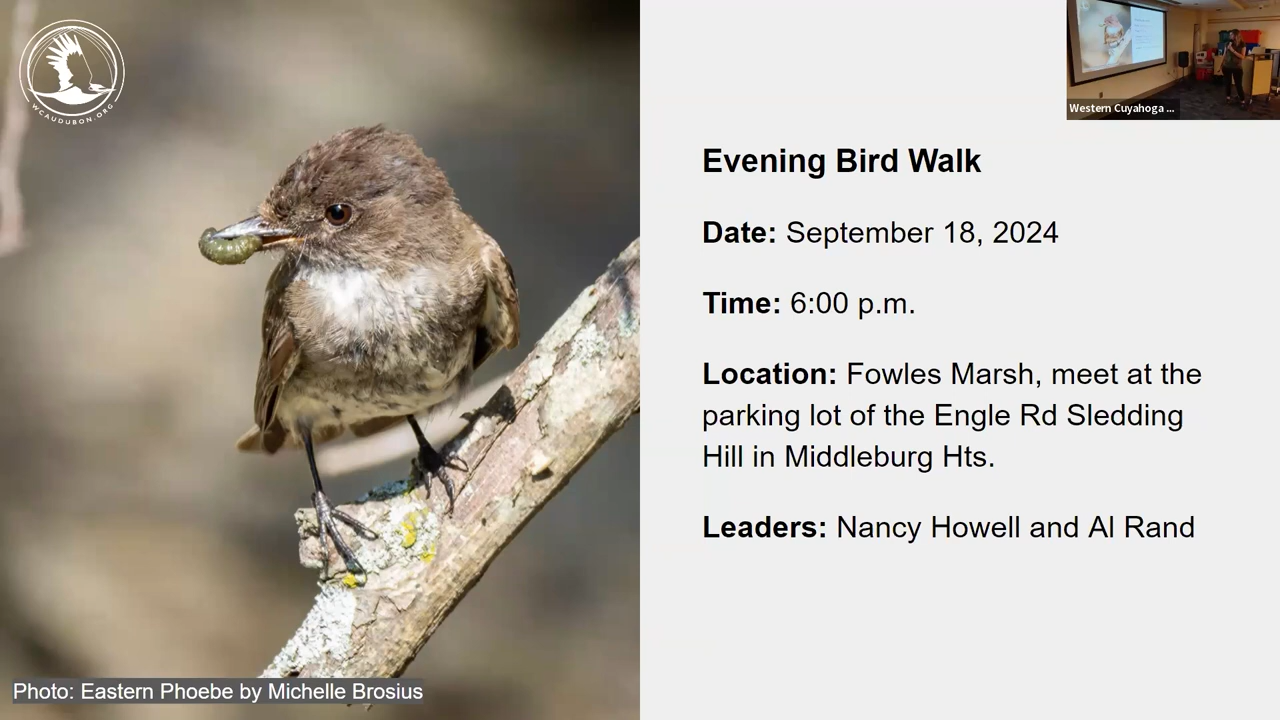 WCAUDUBON.ORG
Western Cuyahoga ...
Evening Bird Walk
Date: September 18, 2024
Time: 6:00 p.m.
Location: Fowles Marsh, meet at the
parking lot of the Engle Rd Sledding
Hill in Middleburg Hts.
Leaders: Nancy Howell and Al Rand
Photo: Eastern Phoebe by Michelle Brosius